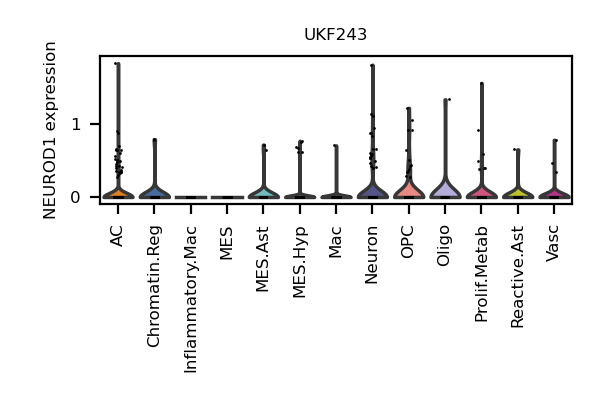 UKF243
NEUROD1 expression
1
0
AC
Chromatin.Reg
Inflammatory.Mac
MES
MES.Ast
MES.Hyp
Mac
Neuron
OPC
Oligo
Prolif.Metab
Reactive.Ast
Vasc